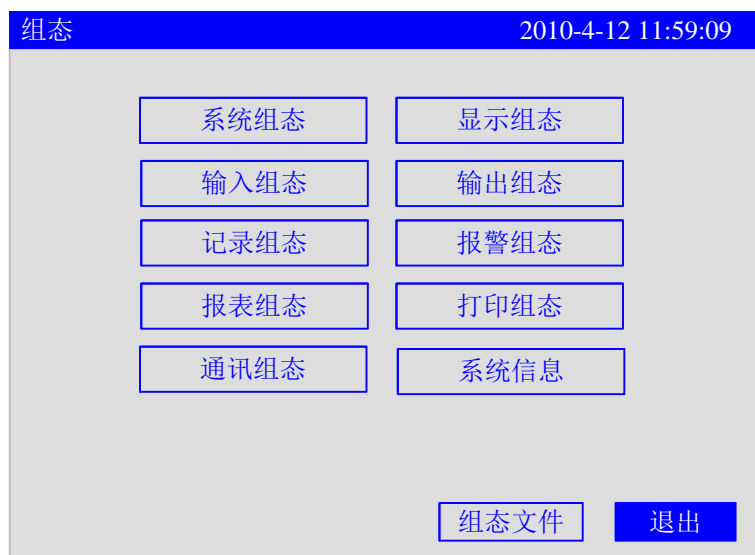 组态 2010-4-12 11:59:09
系统组态 显示组态
输入组态 输出组态
记录组态 报警组态
报表组态 打印组态
通讯组态 系统信息
组态文件 退出